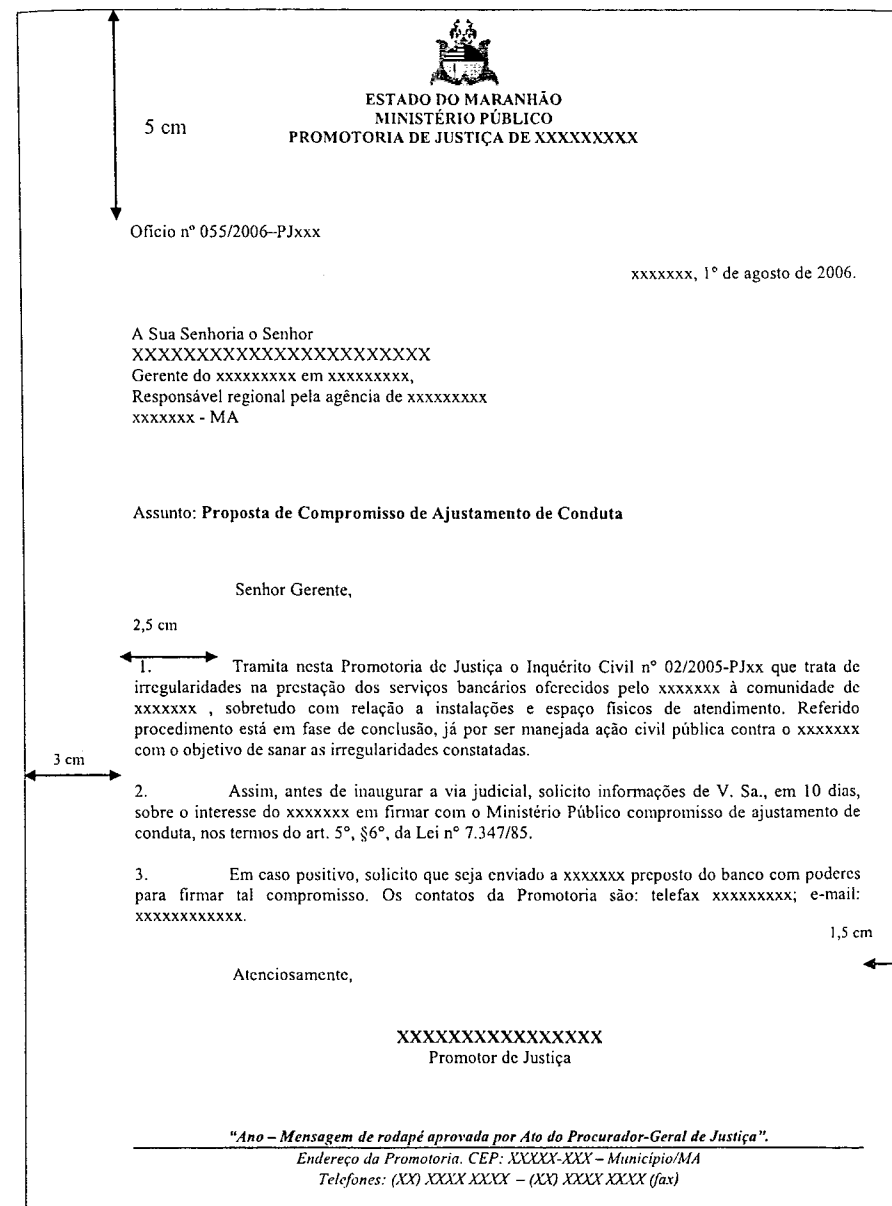 ESTADO DO MARANHÃO
MINISTÉRIO PÚBLICO
PROMOTORIA DE JUSTIÇA DE XXXXXXXXX
5 cm
Ofício nº 055/2006--PJxxx
xxxxxxx, 1º de agosto de 2006.
A Sua Senhoria o Senhor
XXXXXXXXXXXXXXXXXXXXXXX
Gerente do xxxxxxxxx em xxxxxxxxx,
Responsável regional pela agência de xxxxxxxxx
xxxxxxx - MA
Assunto: Proposta de Compromisso de Ajustamento de Conduta
Senhor Gerente,
2,5 cm
1. Tramita nesta Promotoria de Justiça o Inquérito Civil nº 02/2005-PJxx que trata de
irregularidades na prestação dos serviços bancários oferecidos pelo xxxxxxx à comunidade de
xxxxxxx , sobretudo com relação a instalações e espaço físicos de atendimento. Referido
procedimento está em fase de conclusão, já por ser manejada ação civil pública contra o xxxxxxx
com o objetivo de sanar as irregularidades constatadas.
3 cm
2. Assim, antes de inaugurar a via judicial, solicito informações de V. Sa., em 10 dias,
sobre o interesse do xxxxxxx em firmar com o Ministério Público compromisso de ajustamento de
conduta, nos termos do art. 5º, §6º, da Lei nº 7.347/85.
3. Em caso positivo, solicito que seja enviado a xxxxxxx preposto do banco com poderes
para firmar tal compromisso. Os contatos da Promotoria são: telefax xxxxxxxxx; e-mail:
xxxxxxxxxxxx.
1,5 cm
Atenciosamente,
XXXXXXXXXXXXXXXX
Promotor de Justiça
"Ano – Mensagem de rodapé aprovada por Ato do Procurador-Geral de Justiça".
Endereço da Promotoria. CEP: XXXXX-XXX – Município/MA
Telefones: (XX) XXXX XXXX – (XX) XXXX XXXX (fax)